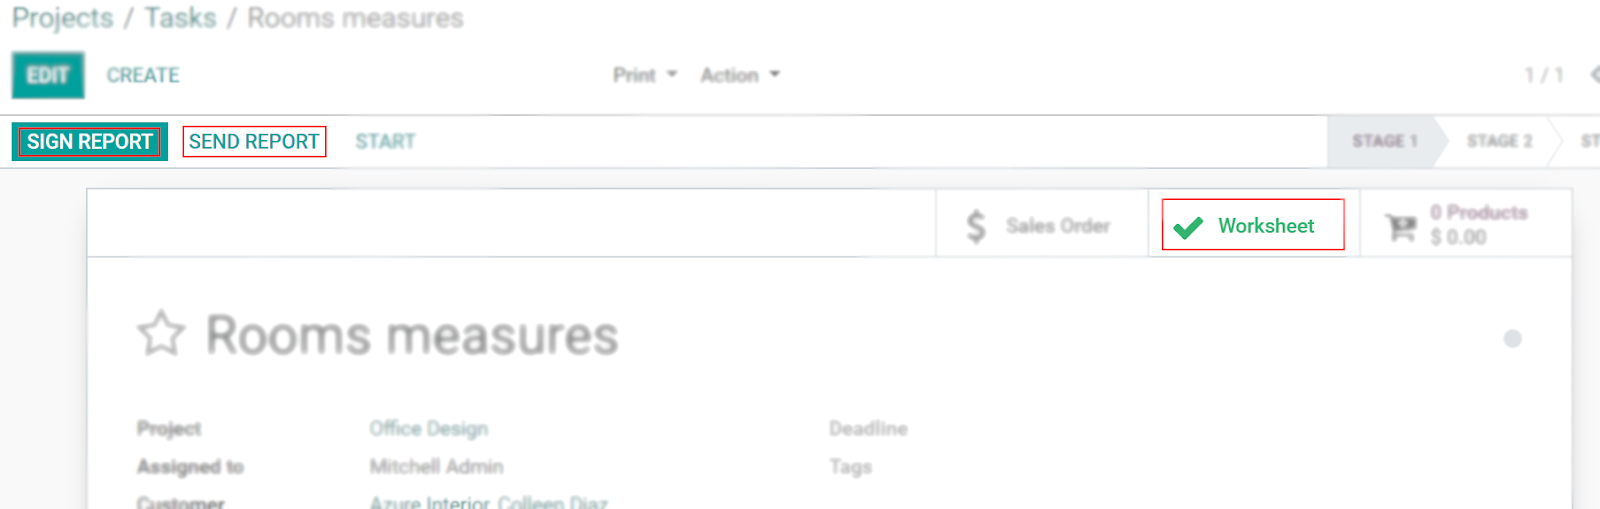 Projects / Tasks / Rooms measures
EDIT CREATE Print Action 1 / 1
SIGN REPORT SEND REPORT START STAGE 1 STAGE 2 ST
$ Sales Order Worksheet 0 Products
$ 0.00
Rooms measures
Project Office Design Deadline
Assigned to Mitchell Admin Tags
Customer Azure Interior, Colleen Diaz